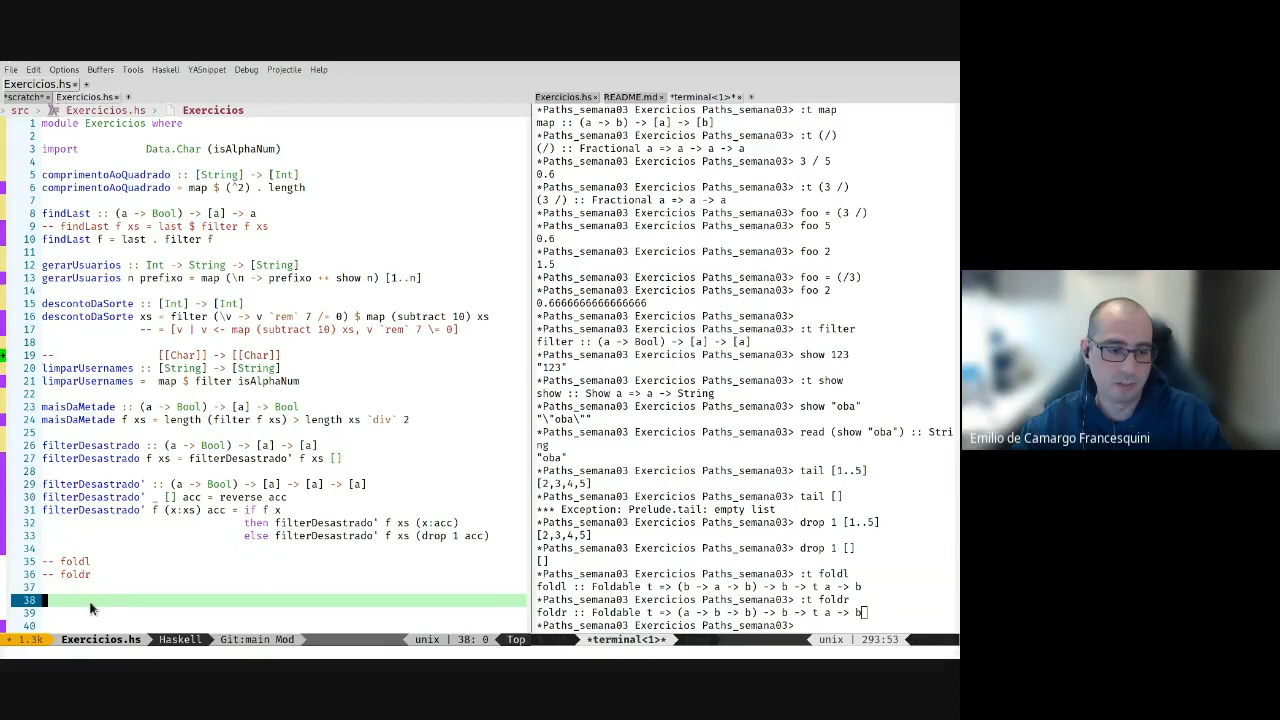 File Edit Options Buffers Tools Haskell YASnippet Debug Projectile Help
Exercicios.hs× +
*scratch*× Exercicios.hs× +
src Exercicios.hs Exercicios
1 module Exercicios where
2
3 import Data.Char (isAlphaNum)
4
5 comprimentoAoQuadrado :: [String] -> [Int]
6 comprimentoAoQuadrado = map $ (^2) . length
7
8 findLast :: (a -> Bool) -> [a] -> a
9 -- findLast f xs = last $ filter f xs
10 findLast f = last . filter f
11
12 gerarUsuarios :: Int -> String -> [String]
13 gerarUsuarios n prefixo = map (\n -> prefixo ++ show n) [1..n]
14
15 descontoDaSorte :: [Int] -> [Int]
16 descontoDaSorte xs = filter (\v -> v `rem` 7 /= 0) $ map (subtract 10) xs
17 -- = [v | v <- map (subtract 10) xs, v `rem` 7 \= 0]
18
19 -- [[Char]] -> [[Char]]
20 limparUsernames :: [String] -> [String]
21 limparUsernames = map $ filter isAlphaNum
22
23 maisDaMetade :: (a -> Bool) -> [a] -> Bool
24 maisDaMetade f xs = length (filter f xs) > length xs `div` 2
25
26 filterDesastrado :: (a -> Bool) -> [a] -> [a]
27 filterDesastrado f xs = filterDesastrado' f xs []
28
29 filterDesastrado' :: (a -> Bool) -> [a] -> [a] -> [a]
30 filterDesastrado' _ [] acc = reverse acc
31 filterDesastrado' f (x:xs) acc = if f x
32 then filterDesastrado' f xs (x:acc)
33 else filterDesastrado' f xs (drop 1 acc)
34
35 -- foldl
36 -- foldr
37
38
39
40
* 1.3k Exercicios.hs Haskell Git:main Mod unix | 38: 0 Top
Exercicios.hs× README.md× *terminal<1>*× +
*Paths_semana03 Exercicios Paths_semana03> :t map
map :: (a -> b) -> [a] -> [b]
*Paths_semana03 Exercicios Paths_semana03> :t (/)
(/) :: Fractional a => a -> a -> a
*Paths_semana03 Exercicios Paths_semana03> 3 / 5
0.6
*Paths_semana03 Exercicios Paths_semana03> :t (3 /)
(3 /) :: Fractional a => a -> a
*Paths_semana03 Exercicios Paths_semana03> foo = (3 /)
*Paths_semana03 Exercicios Paths_semana03> foo 5
0.6
*Paths_semana03 Exercicios Paths_semana03> foo 2
1.5
*Paths_semana03 Exercicios Paths_semana03> foo = (/3)
*Paths_semana03 Exercicios Paths_semana03> foo 2
0.6666666666666666
*Paths_semana03 Exercicios Paths_semana03>
*Paths_semana03 Exercicios Paths_semana03> :t filter
filter :: (a -> Bool) -> [a] -> [a]
*Paths_semana03 Exercicios Paths_semana03> show 123
"123"
*Paths_semana03 Exercicios Paths_semana03> :t show
show :: Show a => a -> String
*Paths_semana03 Exercicios Paths_semana03> show "oba"
"\"oba\""
*Paths_semana03 Exercicios Paths_semana03> read (show "oba") :: Stri
ng
"oba"
*Paths_semana03 Exercicios Paths_semana03> tail [1..5]
[2,3,4,5]
*Paths_semana03 Exercicios Paths_semana03> tail []
*** Exception: Prelude.tail: empty list
*Paths_semana03 Exercicios Paths_semana03> drop 1 [1..5]
[2,3,4,5]
*Paths_semana03 Exercicios Paths_semana03> drop 1 []
[]
*Paths_semana03 Exercicios Paths_semana03> :t foldl
foldl :: Foldable t => (b -> a -> b) -> b -> t a -> b
*Paths_semana03 Exercicios Paths_semana03> :t foldr
foldr :: Foldable t => (a -> b -> b) -> b -> t a -> b
*Paths_semana03 Exercicios Paths_semana03>
*terminal<1>* unix | 293:53
Emilio de Camargo Francesquini